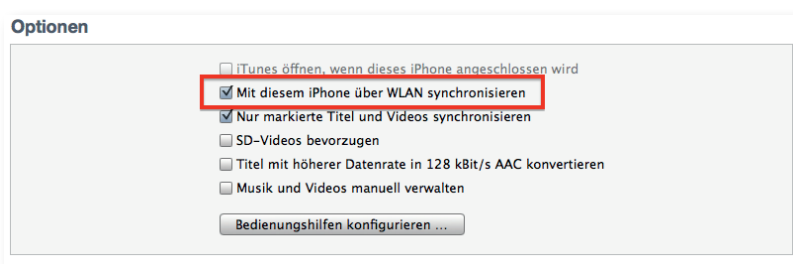 Optionen
iTunes öffnen, wenn dieses iPhone angeschlossen wird
Mit diesem iPhone über WLAN synchronisieren
Nur markierte Titel und Videos synchronisieren
SD-Videos bevorzugen
Titel mit höherer Datenrate in 128 kBit/s AAC konvertieren
Musik und Videos manuell verwalten
Bedienungshilfen konfigurieren ...